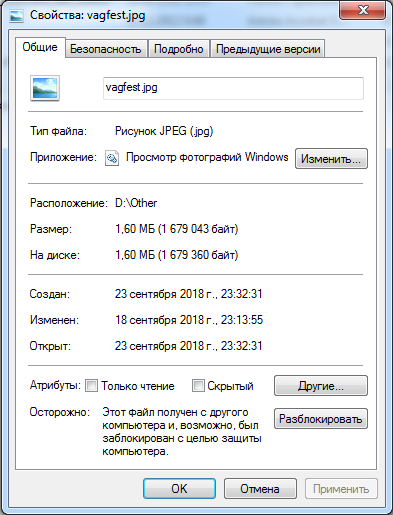 Свойства: vagfest.jpg
Общие Безопасность Подробно Предыдущие версии
vagfest.jpg
Тип файла: Рисунок JPEG (.jpg)
Приложение: Просмотр фотографий Windows Изменить...
Расположение: D:\Other
Размер: 1,60 МБ (1 679 043 байт)
На диске: 1,60 МБ (1 679 360 байт)
Создан: 23 сентября 2018 г., 23:32:31
Изменен: 18 сентября 2018 г., 23:13:55
Открыт: 23 сентября 2018 г., 23:32:31
Атрибуты: Только чтение Скрытый Другие...
Осторожно: Этот файл получен с другого Разблокировать
компьютера и, возможно, был
заблокирован с целью защиты
компьютера.
OK Отмена Применить